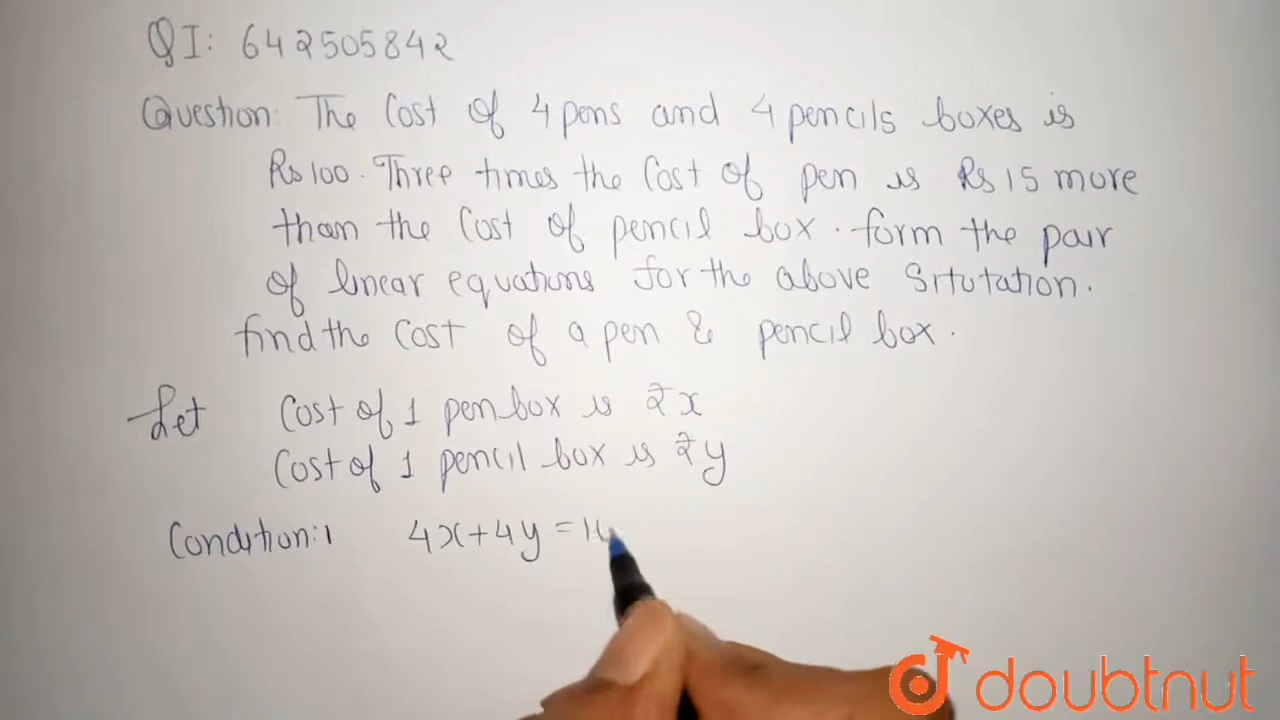 QI: 642505842
Question: The Cost of 4 pens and 4 pencils boxes is
Rs 100. Three times the Cost of pen is Rs 15 more
than the Cost of pencil box. form the pair
of linear equations for the above Situtation.
find the Cost of a pen & pencil box.
Let Cost of 1 pen box is ₹ x
Cost of 1 pencil box is ₹ y
Condition:1 4x+4y =1
doubtnut